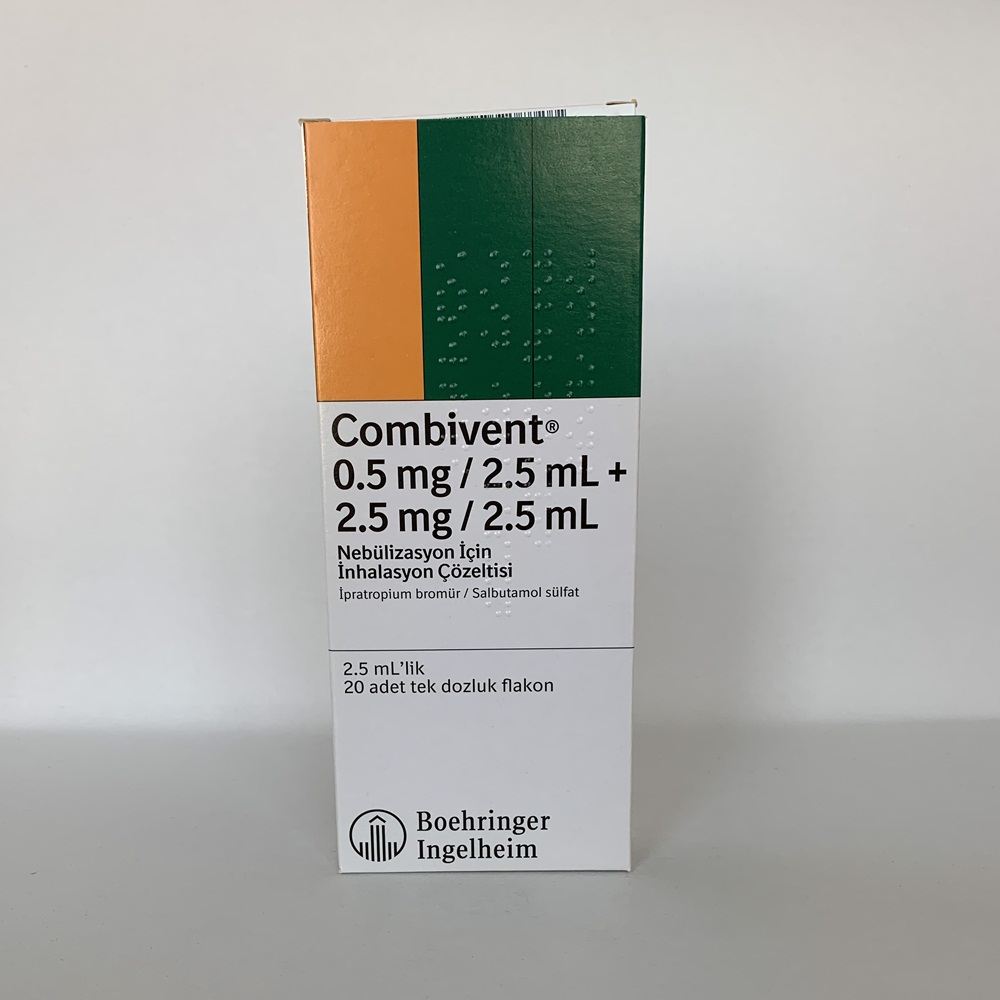 Combivent®
0.5 mg / 2.5 mL +
2.5 mg / 2.5 mL
Nebülizasyon İçin
İnhalasyon Çözeltisi
İpratropium bromür / Salbutamol sülfat
2.5 mL'lik
20 adet tek dozluk flakon
Boehringer
Ingelheim